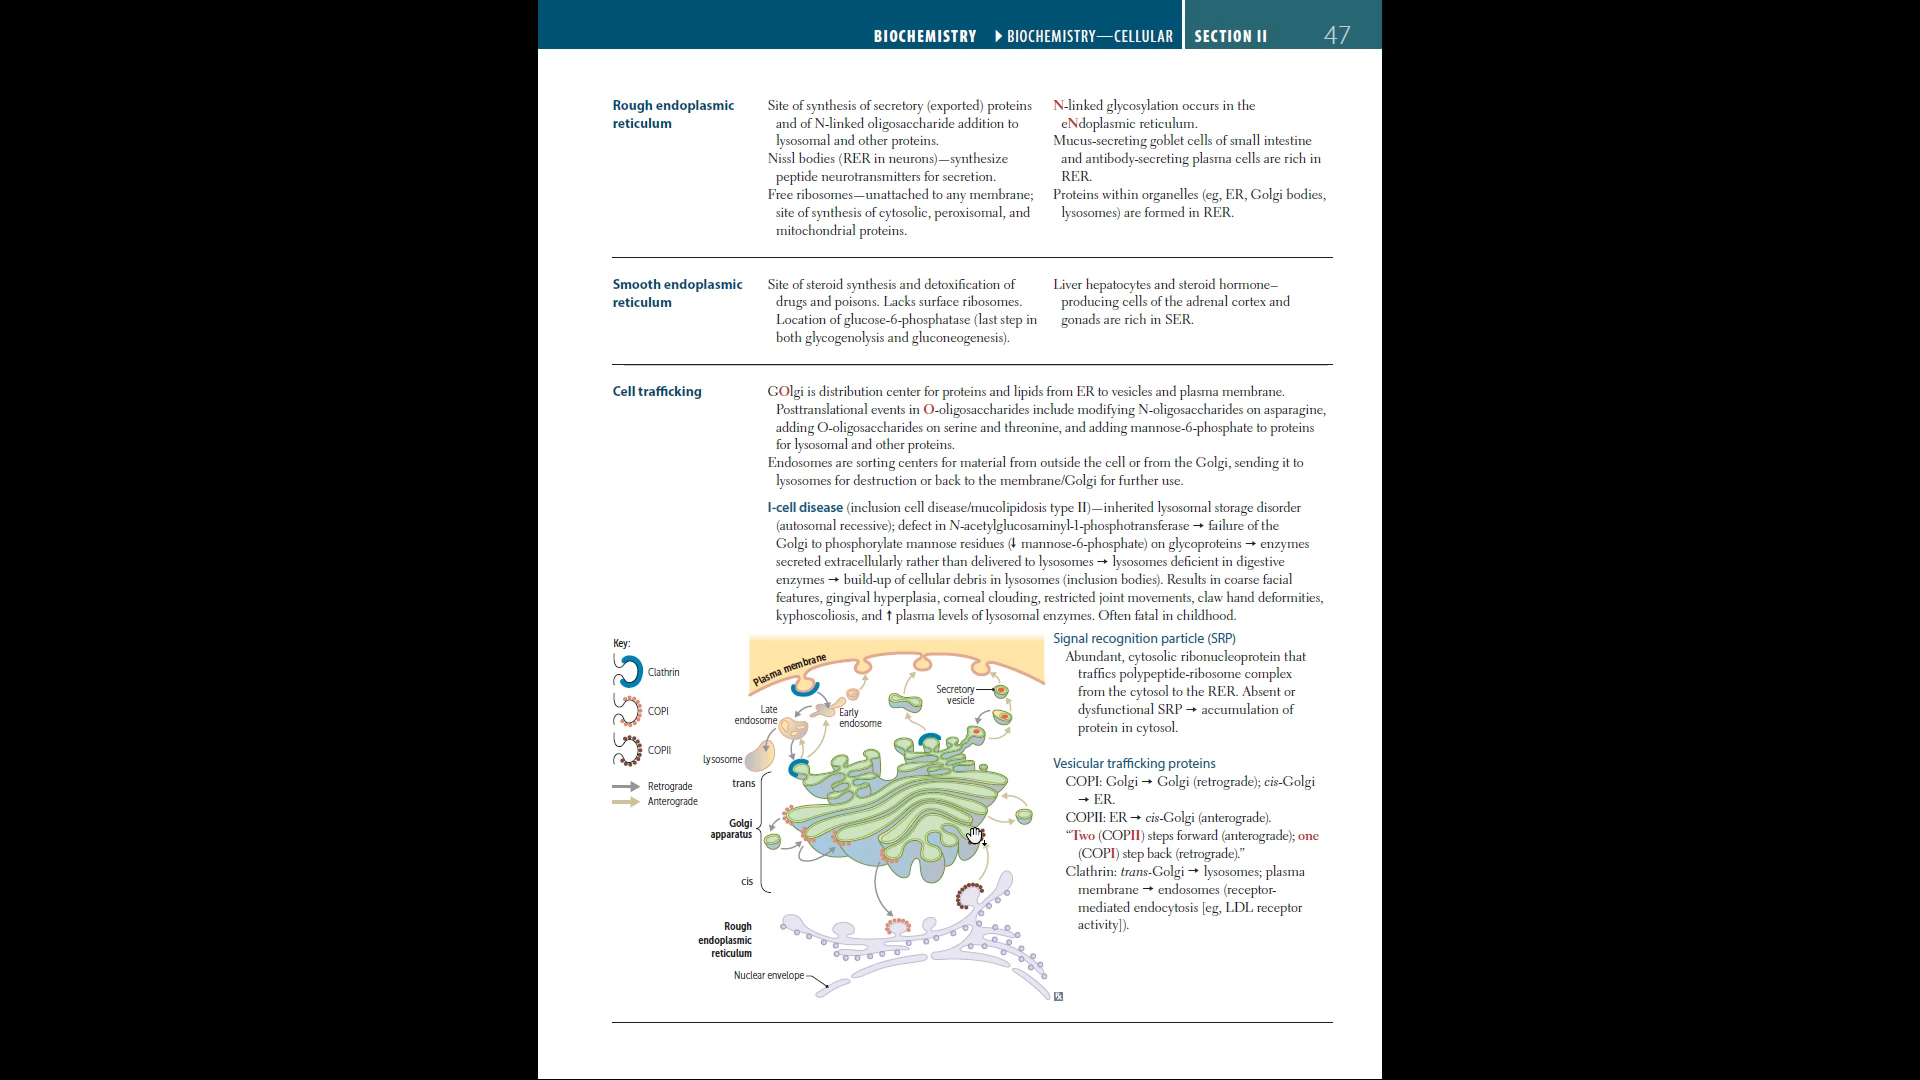 BIOCHEMISTRY ▶ BIOCHEMISTRY—CELLULAR SECTION II 47
Rough endoplasmic
reticulum
Site of synthesis of secretory (exported) proteins
and of N-linked oligosaccharide addition to
lysosomal and other proteins.
Nissl bodies (RER in neurons)—synthesize
peptide neurotransmitters for secretion.
Free ribosomes—unattached to any membrane;
site of synthesis of cytosolic, peroxisomal, and
mitochondrial proteins.
N-linked glycosylation occurs in the
eNdoplasmic reticulum.
Mucus-secreting goblet cells of small intestine
and antibody-secreting plasma cells are rich in
RER.
Proteins within organelles (eg, ER, Golgi bodies,
lysosomes) are formed in RER.
Smooth endoplasmic
reticulum
Site of steroid synthesis and detoxification of
drugs and poisons. Lacks surface ribosomes.
Location of glucose-6-phosphatase (last step in
both glycogenolysis and gluconeogenesis).
Liver hepatocytes and steroid hormone–
producing cells of the adrenal cortex and
gonads are rich in SER.
Cell trafficking
GOlgi is distribution center for proteins and lipids from ER to vesicles and plasma membrane.
Posttranslational events in O-oligosaccharides include modifying N-oligosaccharides on asparagine,
adding O-oligosaccharides on serine and threonine, and adding mannose-6-phosphate to proteins
for lysosomal and other proteins.
Endosomes are sorting centers for material from outside the cell or from the Golgi, sending it to
lysosomes for destruction or back to the membrane/Golgi for further use.
I-cell disease (inclusion cell disease/mucolipidosis type II)—inherited lysosomal storage disorder
(autosomal recessive); defect in N-acetylglucosaminyl-1-phosphotransferase → failure of the
Golgi to phosphorylate mannose residues (↓ mannose-6-phosphate) on glycoproteins → enzymes
secreted extracellularly rather than delivered to lysosomes → lysosomes deficient in digestive
enzymes → build-up of cellular debris in lysosomes (inclusion bodies). Results in coarse facial
features, gingival hyperplasia, corneal clouding, restricted joint movements, claw hand deformities,
kyphoscoliosis, and ↑ plasma levels of lysosomal enzymes. Often fatal in childhood.
Key:
Clathrin
COPI
COPII
Retrograde
Anterograde
Plasma membrane
Late
endosome
Early
endosome
Secretory
vesicle
Lysosome
trans
Golgi
apparatus
cis
Rough
endoplasmic
reticulum
Nuclear envelope
Signal recognition particle (SRP)
Abundant, cytosolic ribonucleoprotein that
traffics polypeptide-ribosome complex
from the cytosol to the RER. Absent or
dysfunctional SRP → accumulation of
protein in cytosol.
Vesicular trafficking proteins
COPI: Golgi → Golgi (retrograde); cis-Golgi
→ ER.
COPII: ER → cis-Golgi (anterograde).
“Two (COPII) steps forward (anterograde); one
(COPI) step back (retrograde).”
Clathrin: trans-Golgi → lysosomes; plasma
membrane → endosomes (receptor-
mediated endocytosis [eg, LDL receptor
activity]).